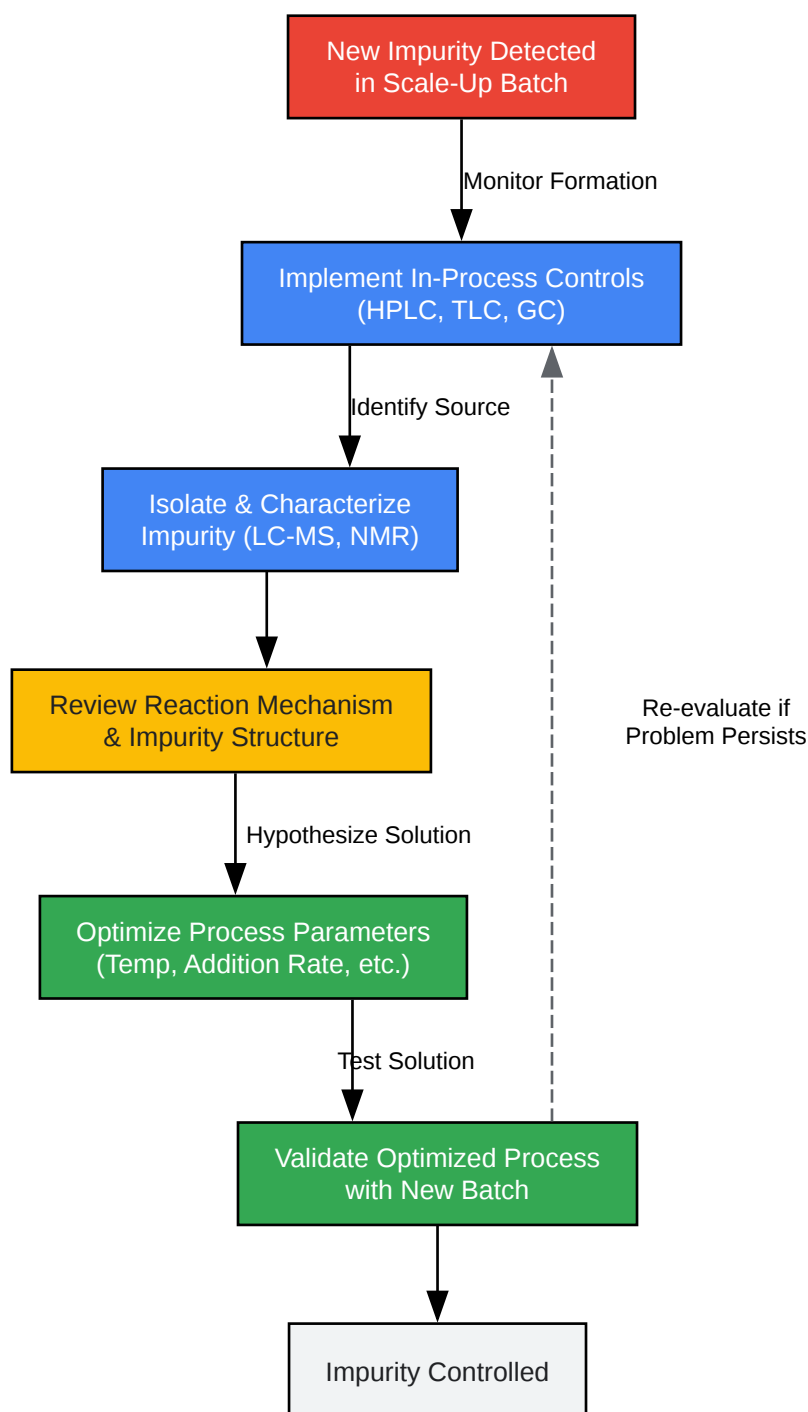 New Impurity Detected
in Scale-Up Batch
Monitor Formation
Implement In-Process Controls
(HPLC, TLC, GC)
Identify Source
Isolate & Characterize
Impurity (LC-MS, NMR)
Review Reaction Mechanism
& Impurity Structure
Re-evaluate if
Problem Persists
Hypothesize Solution
Optimize Process Parameters
(Temp, Addition Rate, etc.)
Test Solution
Validate Optimized Process
with New Batch
Impurity Controlled